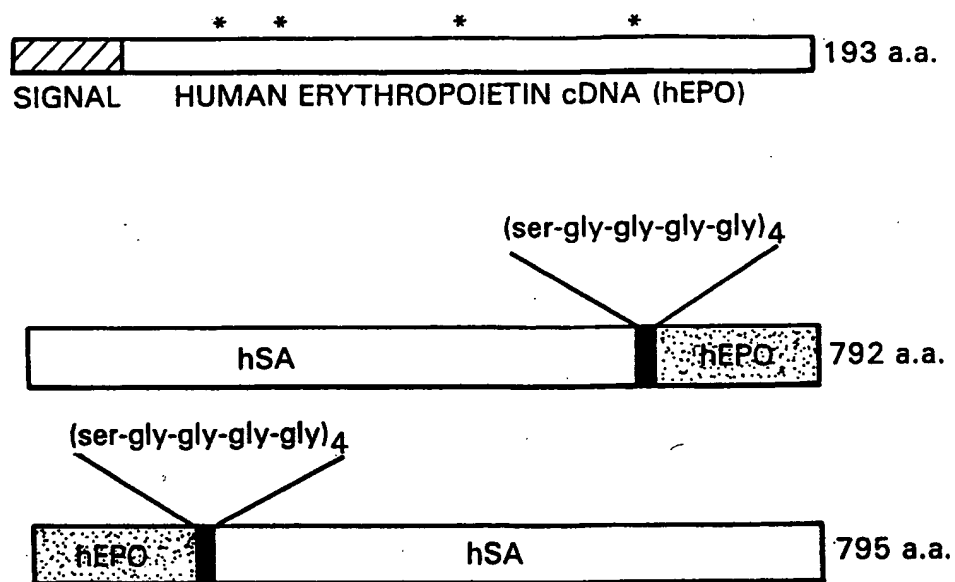 * * * *
193 a.a.
SIGNAL HUMAN ERYTHROPOIETIN cDNA (hEPO)
(ser-gly-gly-gly-gly)4
hSA hEPO 792 a.a.
(ser-gly-gly-gly-gly)4
hEPO hSA 795 a.a.